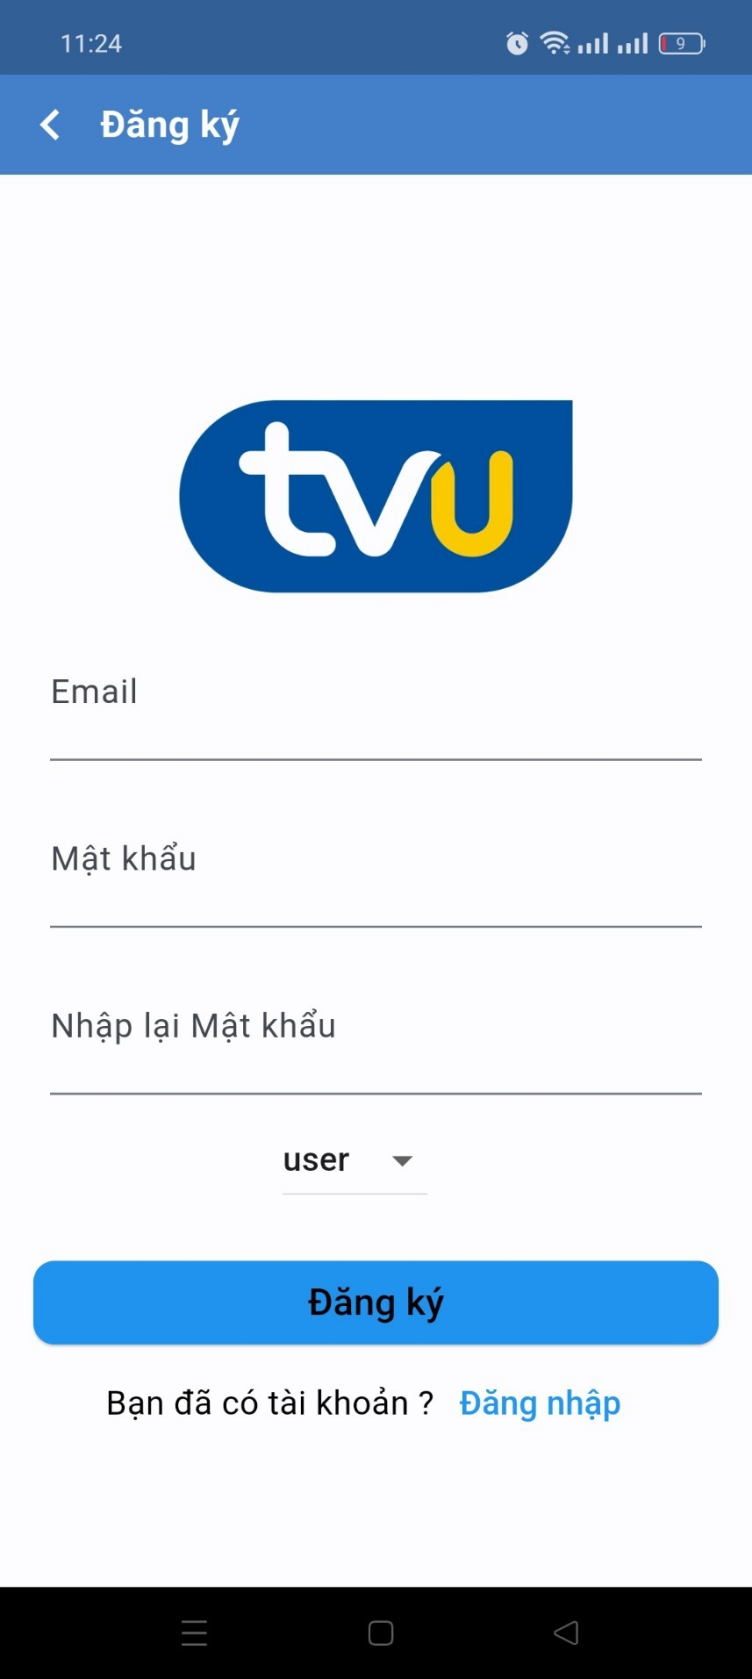 11:24
9
Đăng ký
tvu
Email
Mật khẩu
Nhập lại Mật khẩu
user
Đăng ký
Bạn đã có tài khoản ? Đăng nhập